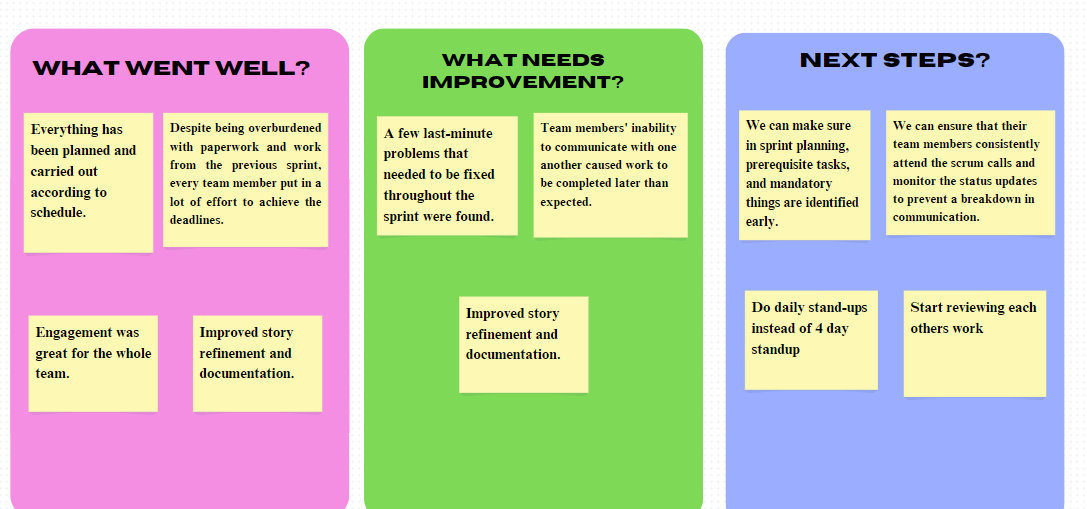 WHAT WENT WELL?
Everything has
been planned and
carried out
according to
schedule.
Despite being overburdened
with paperwork and work
from the previous sprint,
every team member put in a
lot of effort to achieve the
deadlines.
Engagement was
great for the whole
team.
Improved story
refinement and
documentation.
WHAT NEEDS
IMPROVEMENT?
A few last-minute
problems that
needed to be fixed
throughout the
sprint were found.
Team members' inability
to communicate with one
another caused work to
be completed later than
expected.
Improved story
refinement and
documentation.
NEXT STEPS?
We can make sure
in sprint planning,
prerequisite tasks,
and mandatory
things are identified
early.
We can ensure that their
team members consistently
attend the scrum calls and
monitor the status updates
to prevent a breakdown in
communication.
Do daily stand-ups
instead of 4 day
standup
Start reviewing each
others work